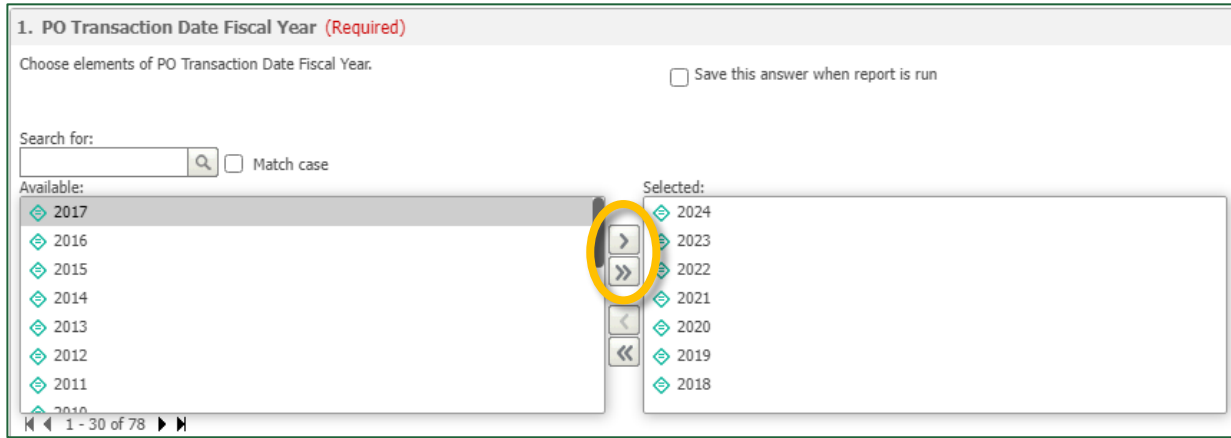 1. PO Transaction Date Fiscal Year (Required)
Choose elements of PO Transaction Date Fiscal Year.
Save this answer when report is run
Search for:
Match case
Available:
2017
2016
2015
2014
2013
2012
2011
2010
1 - 30 of 78
Selected:
2024
2023
2022
2021
2020
2019
2018